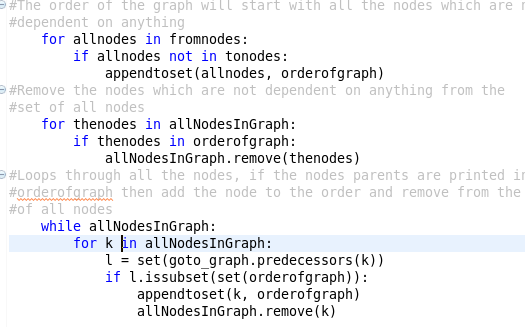 #The order of the graph will start with all the nodes which are
#dependent on anything
for allnodes in fromnodes:
if allnodes not in tonodes:
appendtoset(allnodes, orderofgraph)
#Remove the nodes which are not dependent on anything from the
#set of all nodes
for thenodes in allNodesInGraph:
if thenodes in orderofgraph:
allNodesInGraph.remove(thenodes)
#Loops through all the nodes, if the nodes parents are printed in
#orderofgraph then add the node to the order and remove from the
#of all nodes
while allNodesInGraph:
for k in allNodesInGraph:
l = set(goto_graph.predecessors(k))
if l.issubset(set(orderofgraph)):
appendtoset(k, orderofgraph)
allNodesInGraph.remove(k)